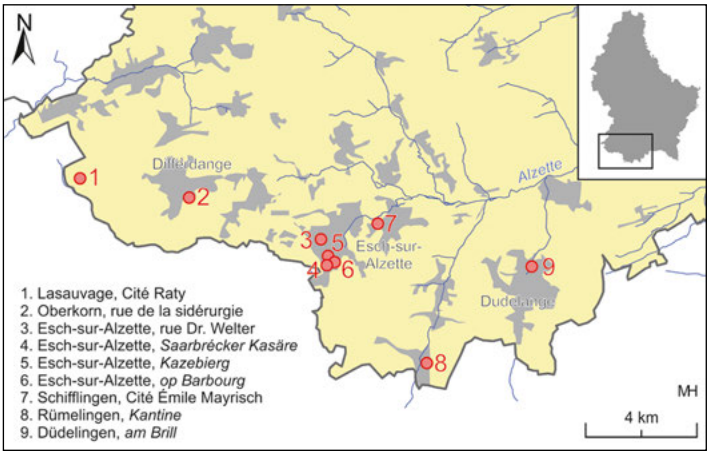 N
Differdange
Alzette
1
2
7
3
5
Esch-sur-
Alzette
4
6
9
Dudelange
8
1. Lasauvage, Cité Raty
2. Oberkorn, rue de la sidérurgie
3. Esch-sur-Alzette, rue Dr. Welter
4. Esch-sur-Alzette, Saarbrécker Kasäre
5. Esch-sur-Alzette, Kazebierg
6. Esch-sur-Alzette, op Barbourg
7. Schifflingen, Cité Émile Mayrisch
8. Rümelingen, Kantine
9. Düdelingen, am Brill
MH
4 km